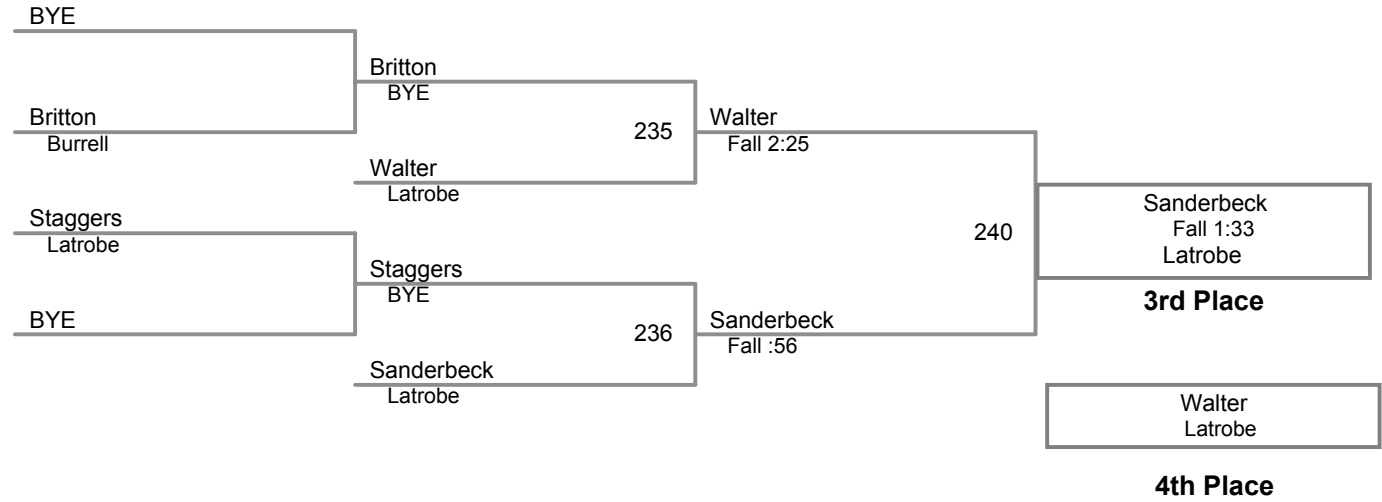 BYE
Britton
BYE
Britton
Burrell
235
Walter
Fall 2:25
Walter
Latrobe
Staggers
Latrobe
240
Sanderbeck
Fall 1:33
Latrobe
3rd Place
Staggers
BYE
BYE
236
Sanderbeck
Fall :56
Sanderbeck
Latrobe
Walter
Latrobe
4th Place